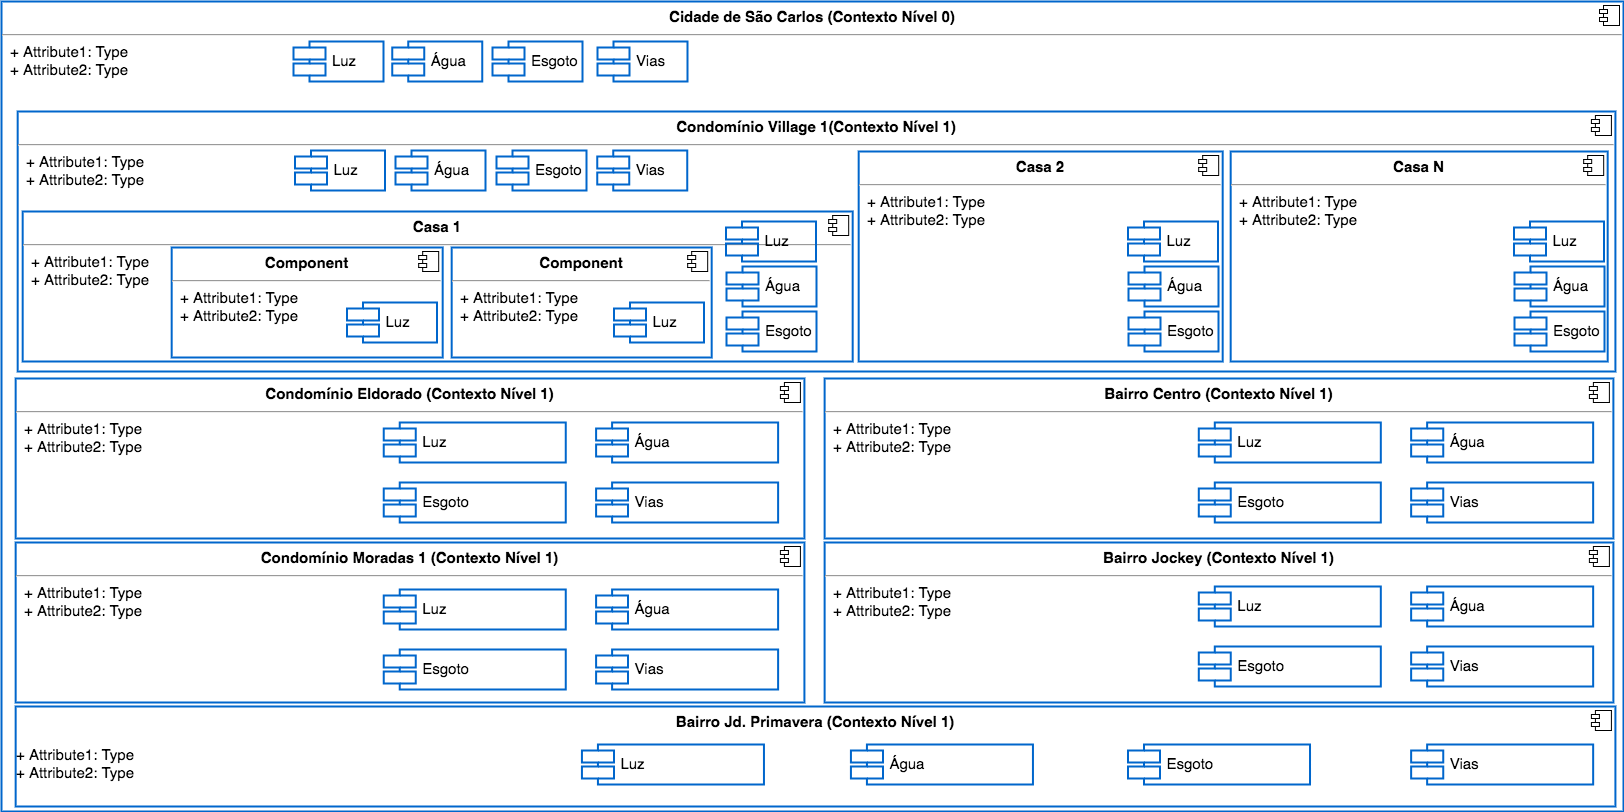 Cidade de São Carlos (Contexto Nível 0)
+ Attribute1: Type
+ Attribute2: Type
Luz
Água
Esgoto
Vias
Condomínio Village 1(Contexto Nível 1)
+ Attribute1: Type
+ Attribute2: Type
Luz
Água
Esgoto
Vias
Casa 1
+ Attribute1: Type
+ Attribute2: Type
Component
+ Attribute1: Type
+ Attribute2: Type
Luz
Component
+ Attribute1: Type
+ Attribute2: Type
Luz
Luz
Água
Esgoto
Casa 2
+ Attribute1: Type
+ Attribute2: Type
Luz
Água
Esgoto
Casa N
+ Attribute1: Type
+ Attribute2: Type
Luz
Água
Esgoto
Condomínio Eldorado (Contexto Nível 1)
+ Attribute1: Type
+ Attribute2: Type
Luz
Água
Esgoto
Vias
Bairro Centro (Contexto Nível 1)
+ Attribute1: Type
+ Attribute2: Type
Luz
Água
Esgoto
Vias
Condomínio Moradas 1 (Contexto Nível 1)
+ Attribute1: Type
+ Attribute2: Type
Luz
Água
Esgoto
Vias
Bairro Jockey (Contexto Nível 1)
+ Attribute1: Type
+ Attribute2: Type
Luz
Água
Esgoto
Vias
Bairro Jd. Primavera (Contexto Nível 1)
+ Attribute1: Type
+ Attribute2: Type
Luz
Água
Esgoto
Vias